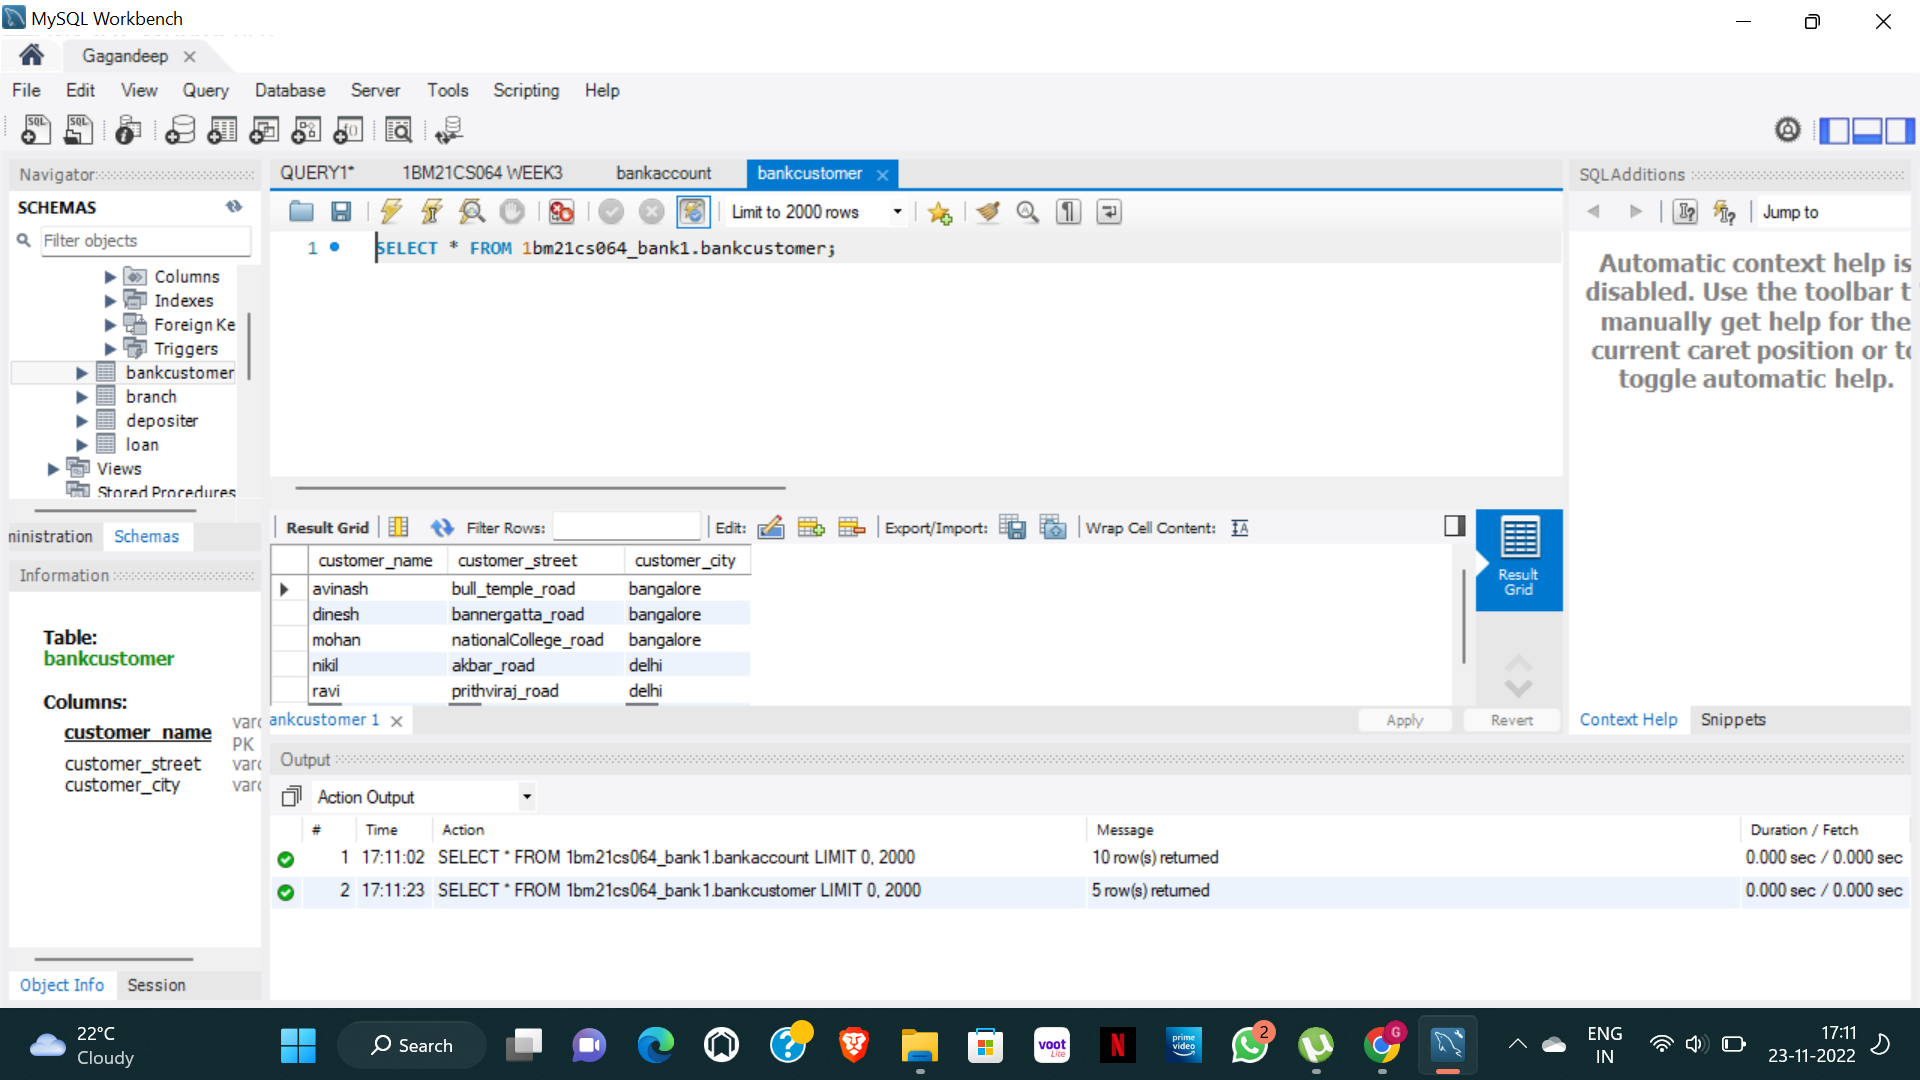 MySQL Workbench
Gagandeep
File Edit View Query Database Server Tools Scripting Help
Navigator
SCHEMAS
Filter objects
Columns
Indexes
Foreign Ke
Triggers
bankcustomer
branch
depositer
loan
Views
Stored Procedures
ministration Schemas
Information
Table:
bankcustomer
Columns:
customer_name varc
PK
customer_street varc
customer_city varc
Object Info Session
QUERY1* 1BM21CS064 WEEK3 bankaccount bankcustomer
Limit to 2000 rows
1 SELECT * FROM 1bm21cs064_bank1.bankcustomer;
Result Grid Filter Rows: Edit: Export/Import: Wrap Cell Content:
customer_name customer_street customer_city
avinash bull_temple_road bangalore
dinesh bannergatta_road bangalore
mohan nationalCollege_road bangalore
nikil akbar_road delhi
ravi prithviraj_road delhi
Result
Grid
ankcustomer 1 Apply Revert
Output
Action Output
# Time Action Message Duration / Fetch
1 17:11:02 SELECT * FROM 1bm21cs064_bank1.bankaccount LIMIT 0, 2000 10 row(s) returned 0.000 sec / 0.000 sec
2 17:11:23 SELECT * FROM 1bm21cs064_bank1.bankcustomer LIMIT 0, 2000 5 row(s) returned 0.000 sec / 0.000 sec
SQLAdditions
Jump to
Automatic context help is
disabled. Use the toolbar t
manually get help for the
current caret position or to
toggle automatic help.
Context Help Snippets
22°C
Cloudy
Search
voot
Lite
N
prime
video
2
G
ENG
IN
17:11
23-11-2022